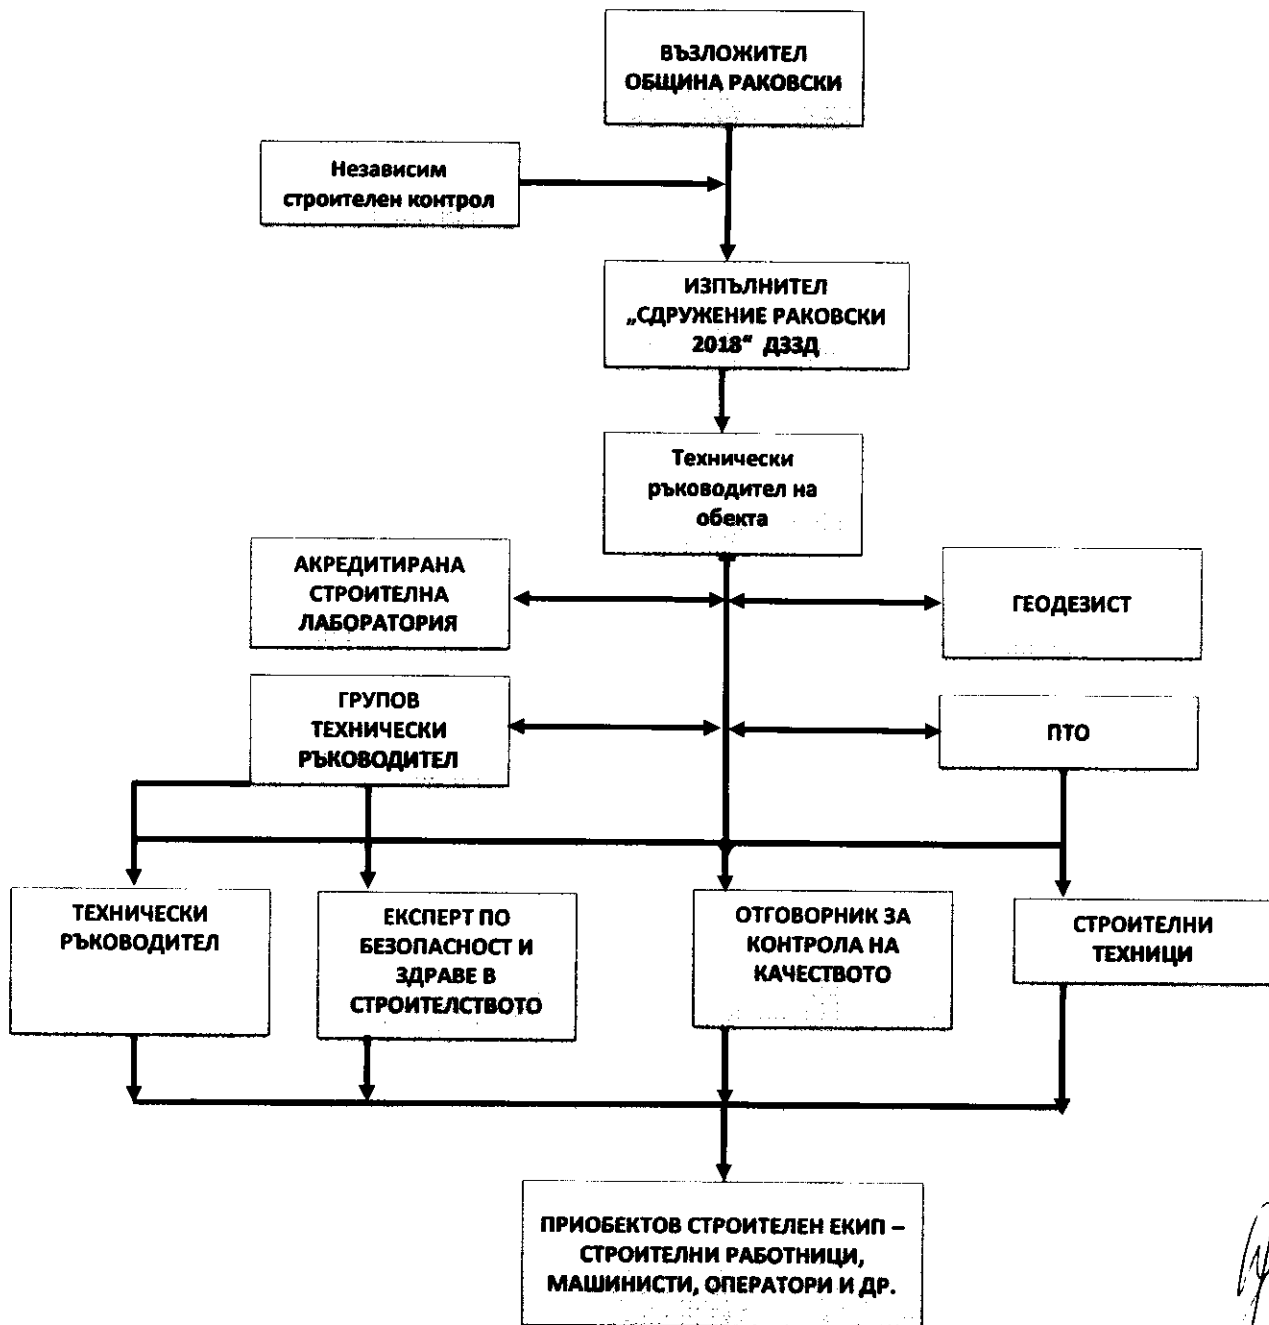 ВЪЗЛОЖИТЕЛ
ОБЩИНА РАКОВСКИ
Независим
строителен контрол
ИЗПЪЛНИТЕЛ
„СДРУЖЕНИЕ РАКОВСКИ
2018“ ДЗЗД
Технически
ръководител на
обекта
АКРЕДИТИРАНА
СТРОИТЕЛНА
ЛАБОРАТОРИЯ
ГЕОДЕЗИСТ
ГРУПОВ
ТЕХНИЧЕСКИ
РЪКОВОДИТЕЛ
ПТО
ТЕХНИЧЕСКИ
РЪКОВОДИТЕЛ
ЕКСПЕРТ ПО
БЕЗОПАСНОСТ И
ЗДРАВЕ В
СТРОИТЕЛСТВОТО
ОТГОВОРНИК ЗА
КОНТРОЛА НА
КАЧЕСТВОТО
СТРОИТЕЛНИ
ТЕХНИЦИ
ПРИОБЕКТОВ СТРОИТЕЛЕН ЕКИП –
СТРОИТЕЛНИ РАБОТНИЦИ,
МАШИНИСТИ, ОПЕРАТОРИ И ДР.